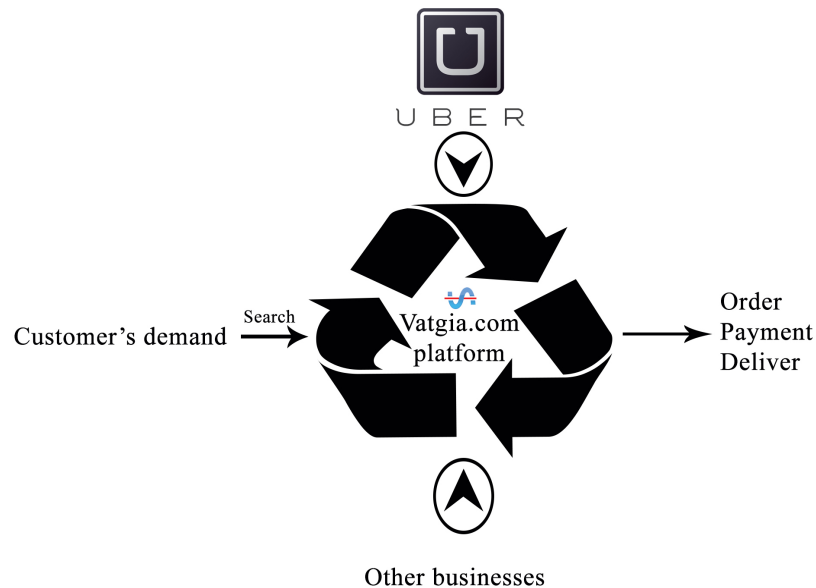 UBER
Customer’s demand
Search
Vatgia.com
platform
Order
Payment
Deliver
Other businesses